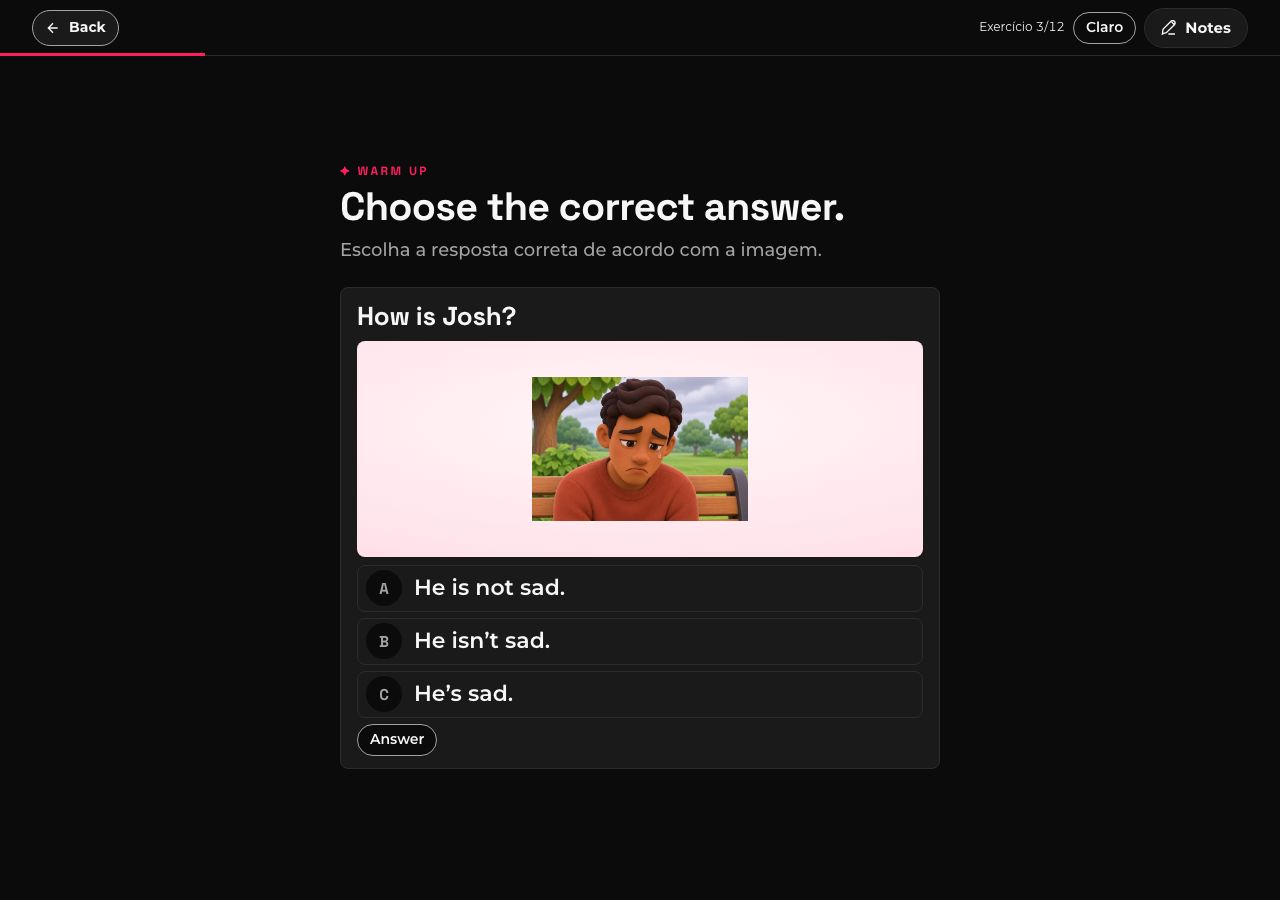 Back
Exercício 3/12
Claro
Notes
WARM UP
Choose the correct answer.
Escolha a resposta correta de acordo com a imagem.
How is Josh?
A He is not sad.
B He isn’t sad.
C He’s sad.
Answer